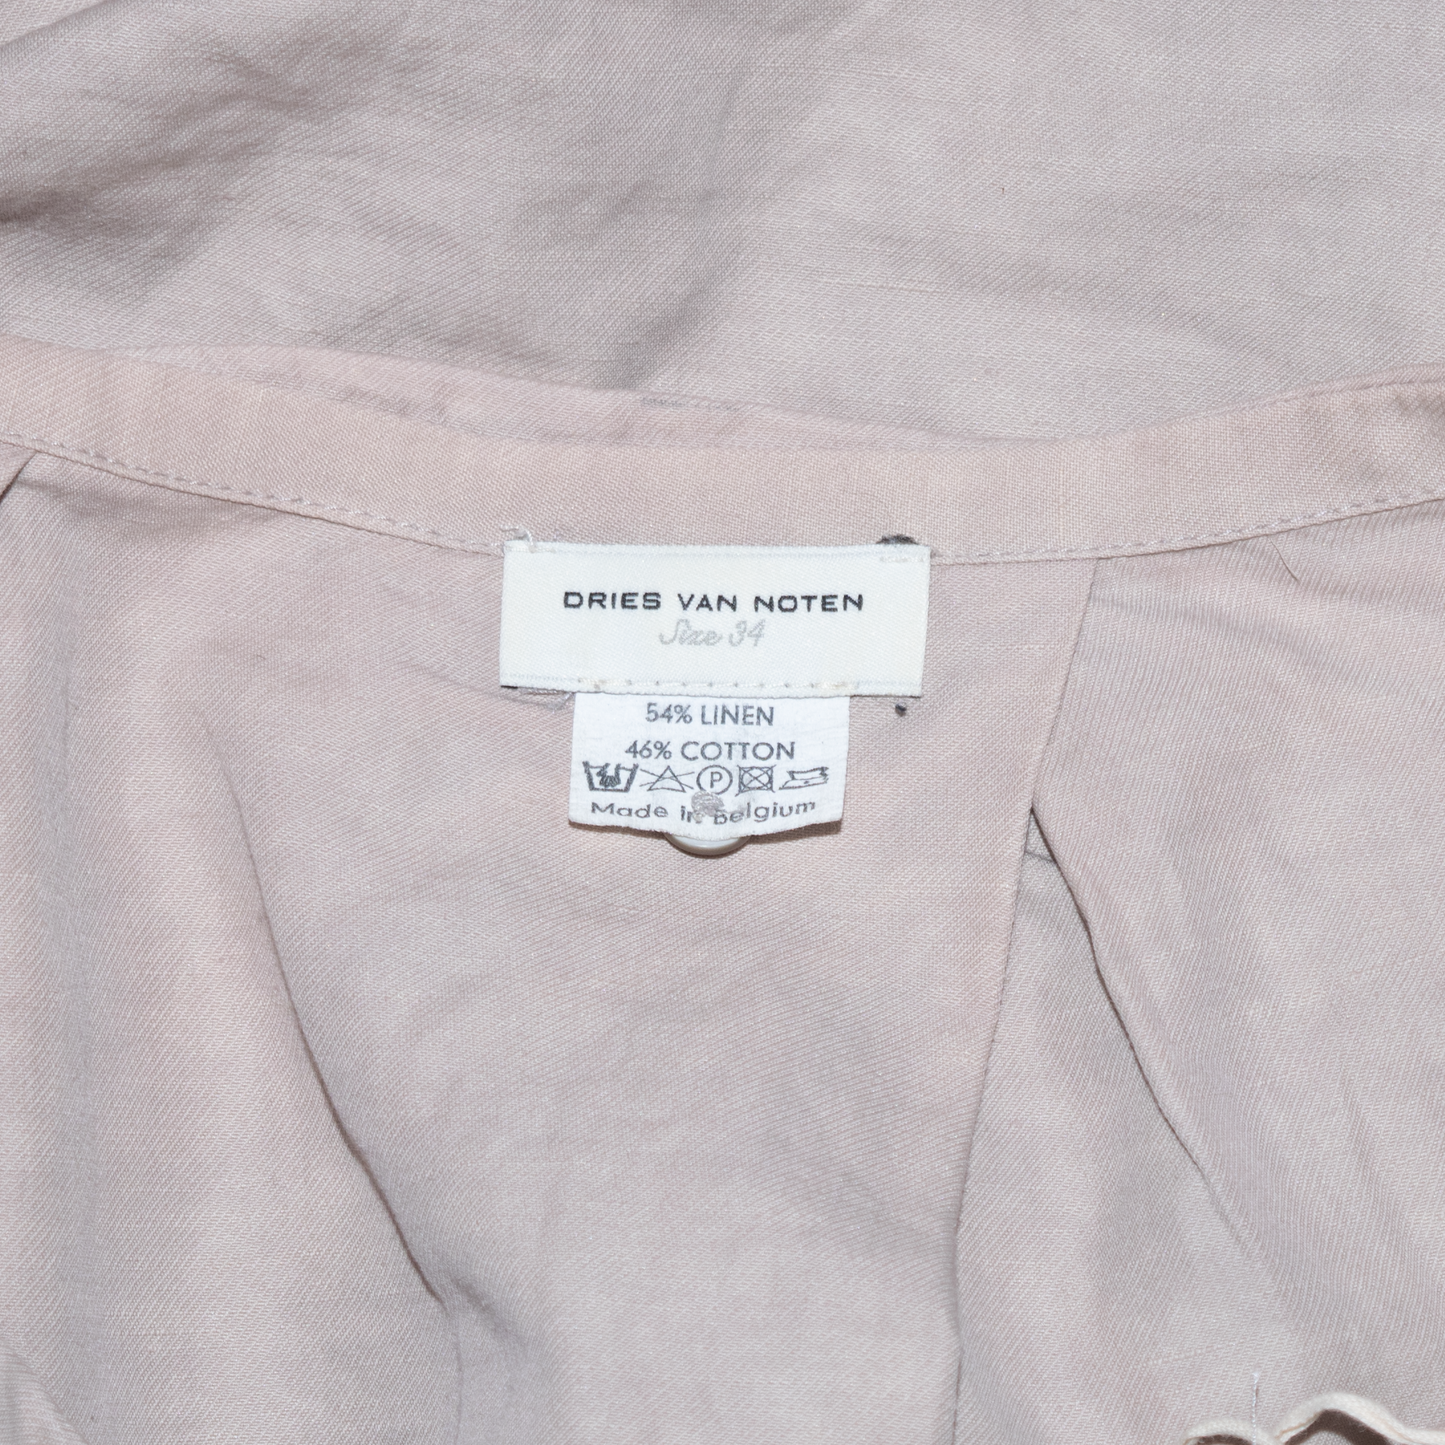 DRIES VAN NOTEN
Size 34
54% LINEN
46% COTTON
P
Made in Belgium